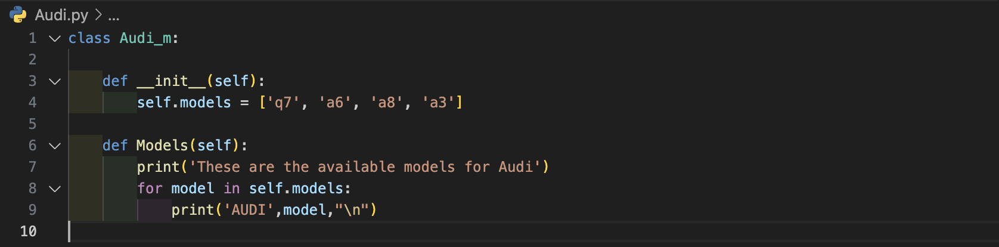 Audi.py > ...
1 class Audi_m:
2
3     def __init__(self):
4         self.models = ['q7', 'a6', 'a8', 'a3']
5
6     def Models(self):
7         print('These are the available models for Audi')
8         for model in self.models:
9             print('AUDI',model,"\n")
10